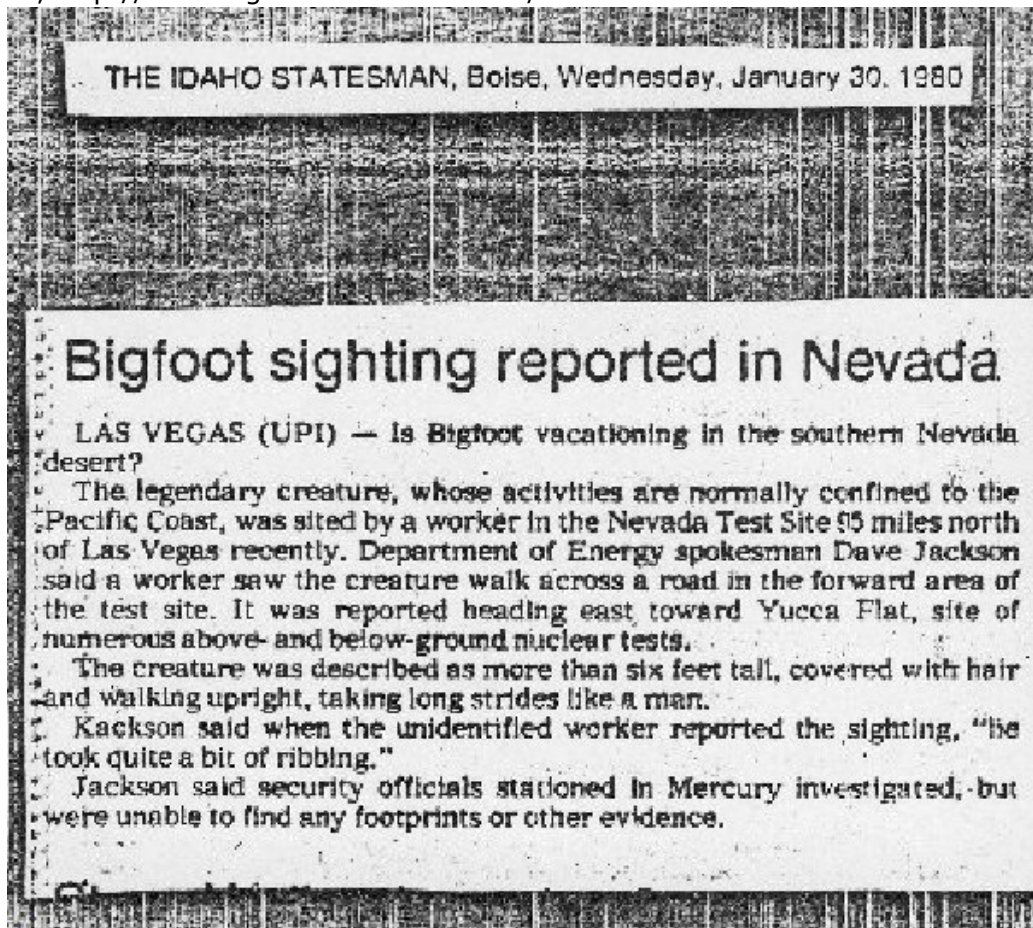 THE IDAHO STATESMAN, Boise, Wednesday, January 30, 1980
Bigfoot sighting reported in Nevada
LAS VEGAS (UPI) — Is Bigfoot vacationing in the southern Nevada
desert?
The legendary creature, whose activities are normally confined to the
Pacific Coast, was sited by a worker in the Nevada Test Site 95 miles north
of Las Vegas recently. Department of Energy spokesman Dave Jackson
said a worker saw the creature walk across a road in the forward area of
the test site. It was reported heading east toward Yucca Flat, site of
numerous above- and below-ground nuclear tests.
The creature was described as more than six feet tall, covered with hair
and walking upright, taking long strides like a man.
Kackson said when the unidentified worker reported the sighting, "he
took quite a bit of ribbing."
Jackson said security officials stationed in Mercury investigated, but
were unable to find any footprints or other evidence.